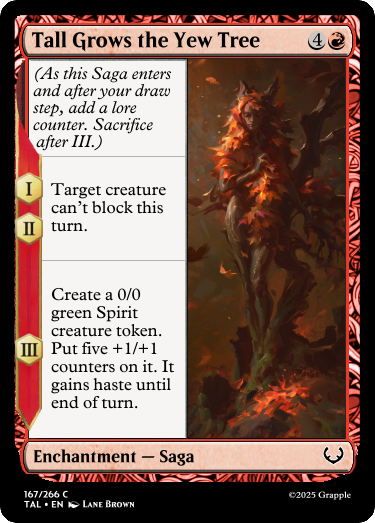 Tall Grows the Yew Tree 4
(As this Saga enters
and after your draw
step, add a lore
counter. Sacrifice
after III.)
I
II
Target creature
can't block this
turn.
III
Create a 0/0
green Spirit
creature token.
Put five +1/+1
counters on it. It
gains haste until
end of turn.
Enchantment — Saga
167/266 C
TAL • EN Lane Brown
©2025 Grapple